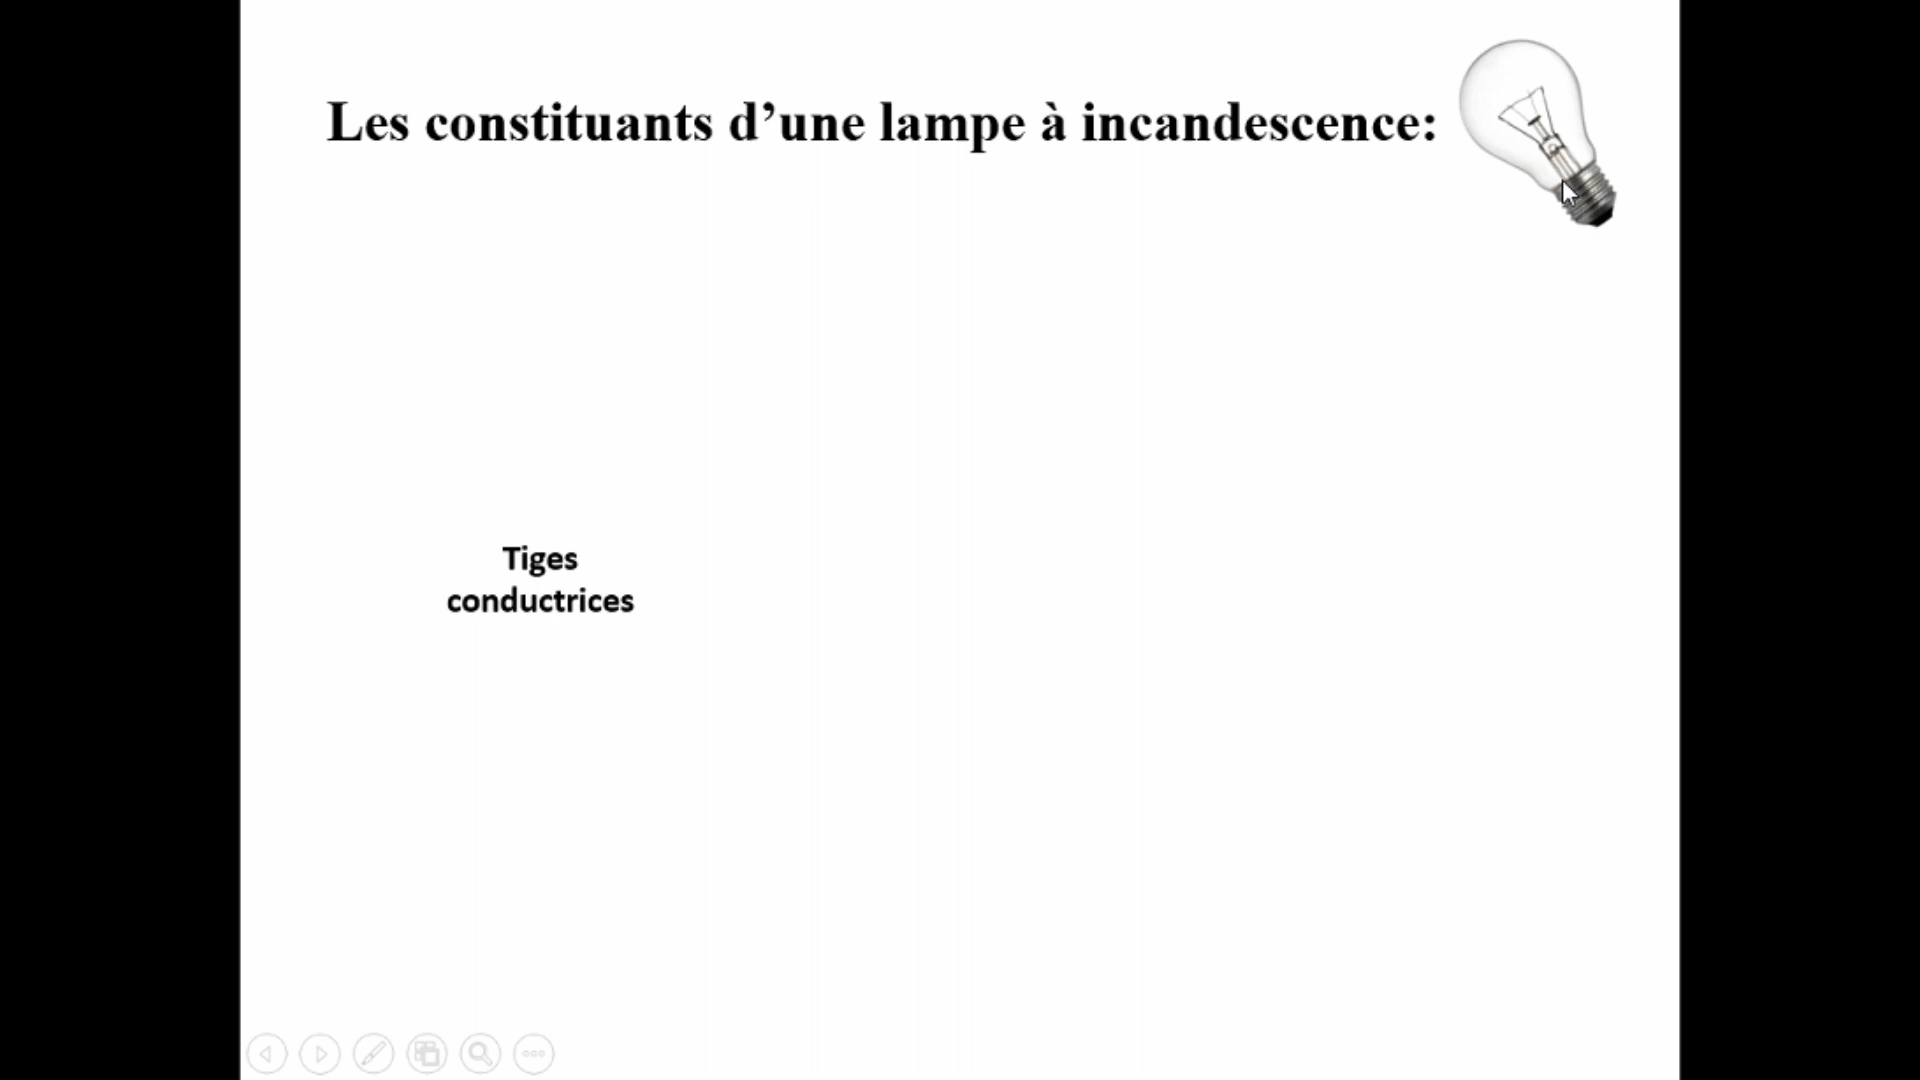 Les constituants d’une lampe à incandescence:
Tiges
conductrices